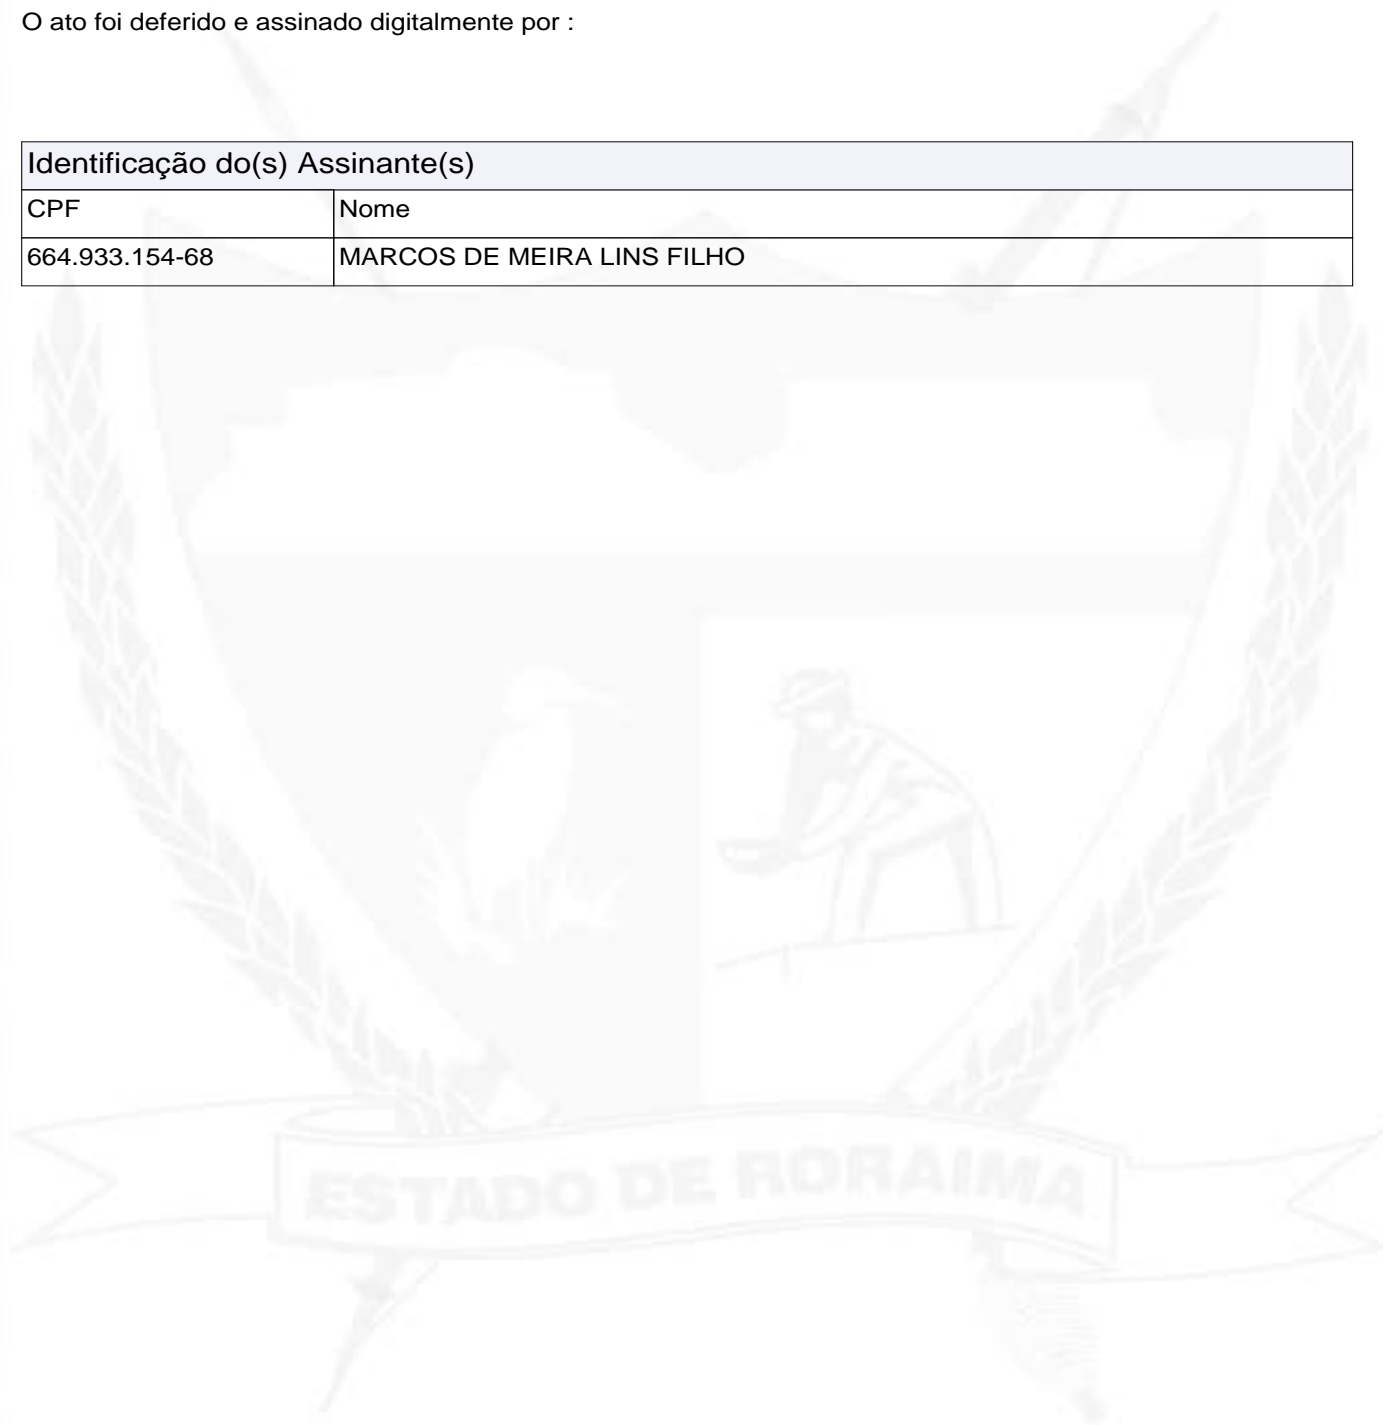 O ato foi deferido e assinado digitalmente por :
Identificação do(s) Assinante(s)
CPF Nome
664.933.154-68 MARCOS DE MEIRA LINS FILHO
ESTADO DE RORAIMA